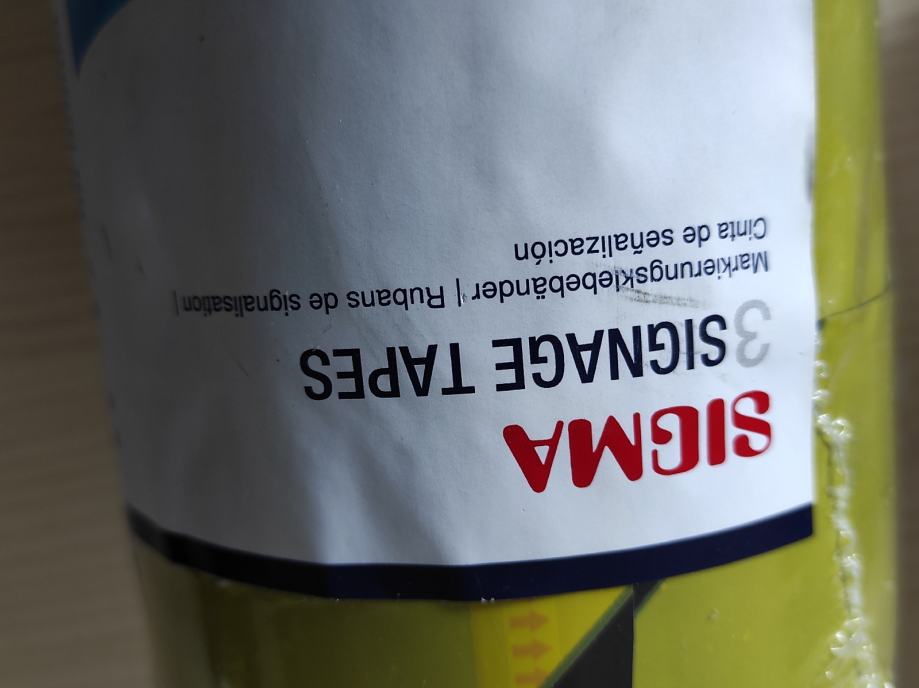 SIGMA
3 SIGNAGE TAPES
Markierungsklebebänder | Rubans de signalisation |
Cinta de señalización